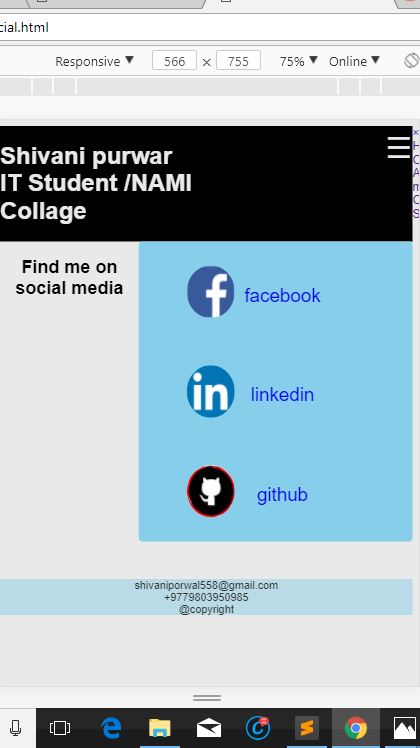 cial.html
Responsive ▼ 566 × 755 75% ▼ Online ▼
Shivani purwar
IT Student /NAMI
Collage
Find me on
social media
facebook
linkedin
github
shivaniporwal558@gmail.com
+9779803950985
@copyright